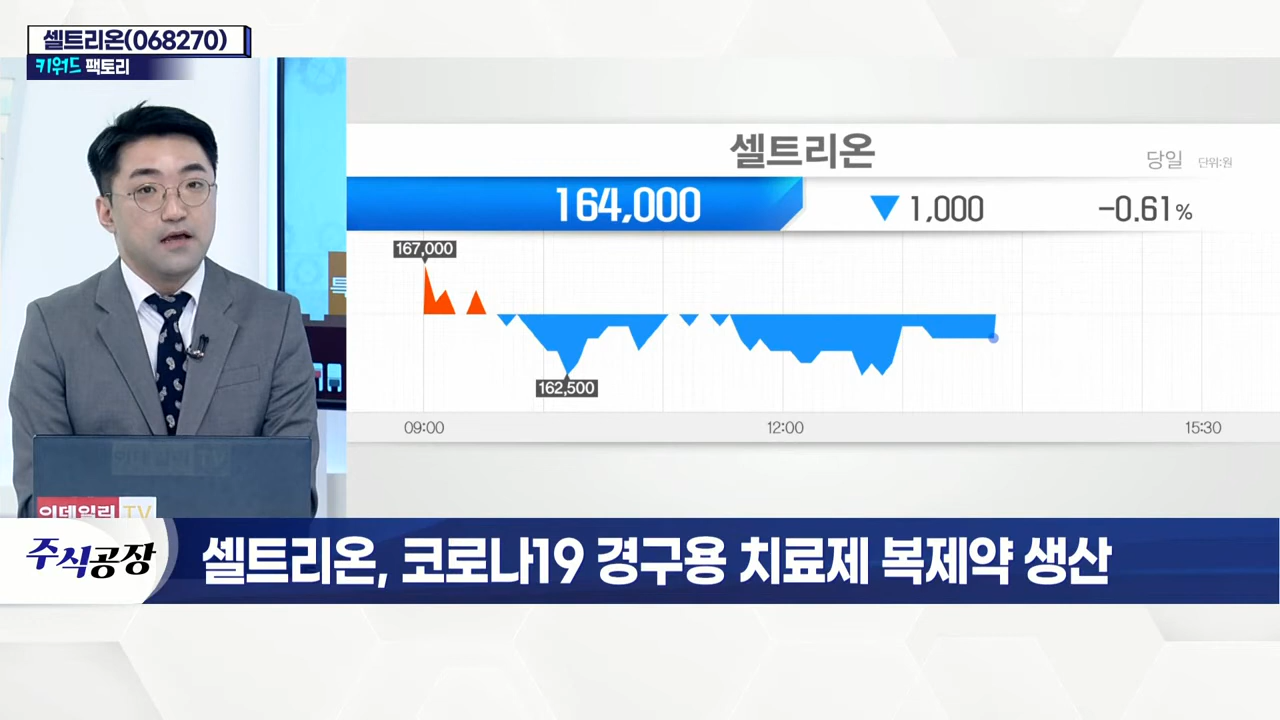 셀트리온(068270)
키워드 팩토리
셀트리온
당일 단위:원
164,000 ▼ 1,000 -0.61%
167,000
162,500
09:00 12:00 15:30
이데일리 TV
주식공장
셀트리온, 코로나19 경구용 치료제 복제약 생산